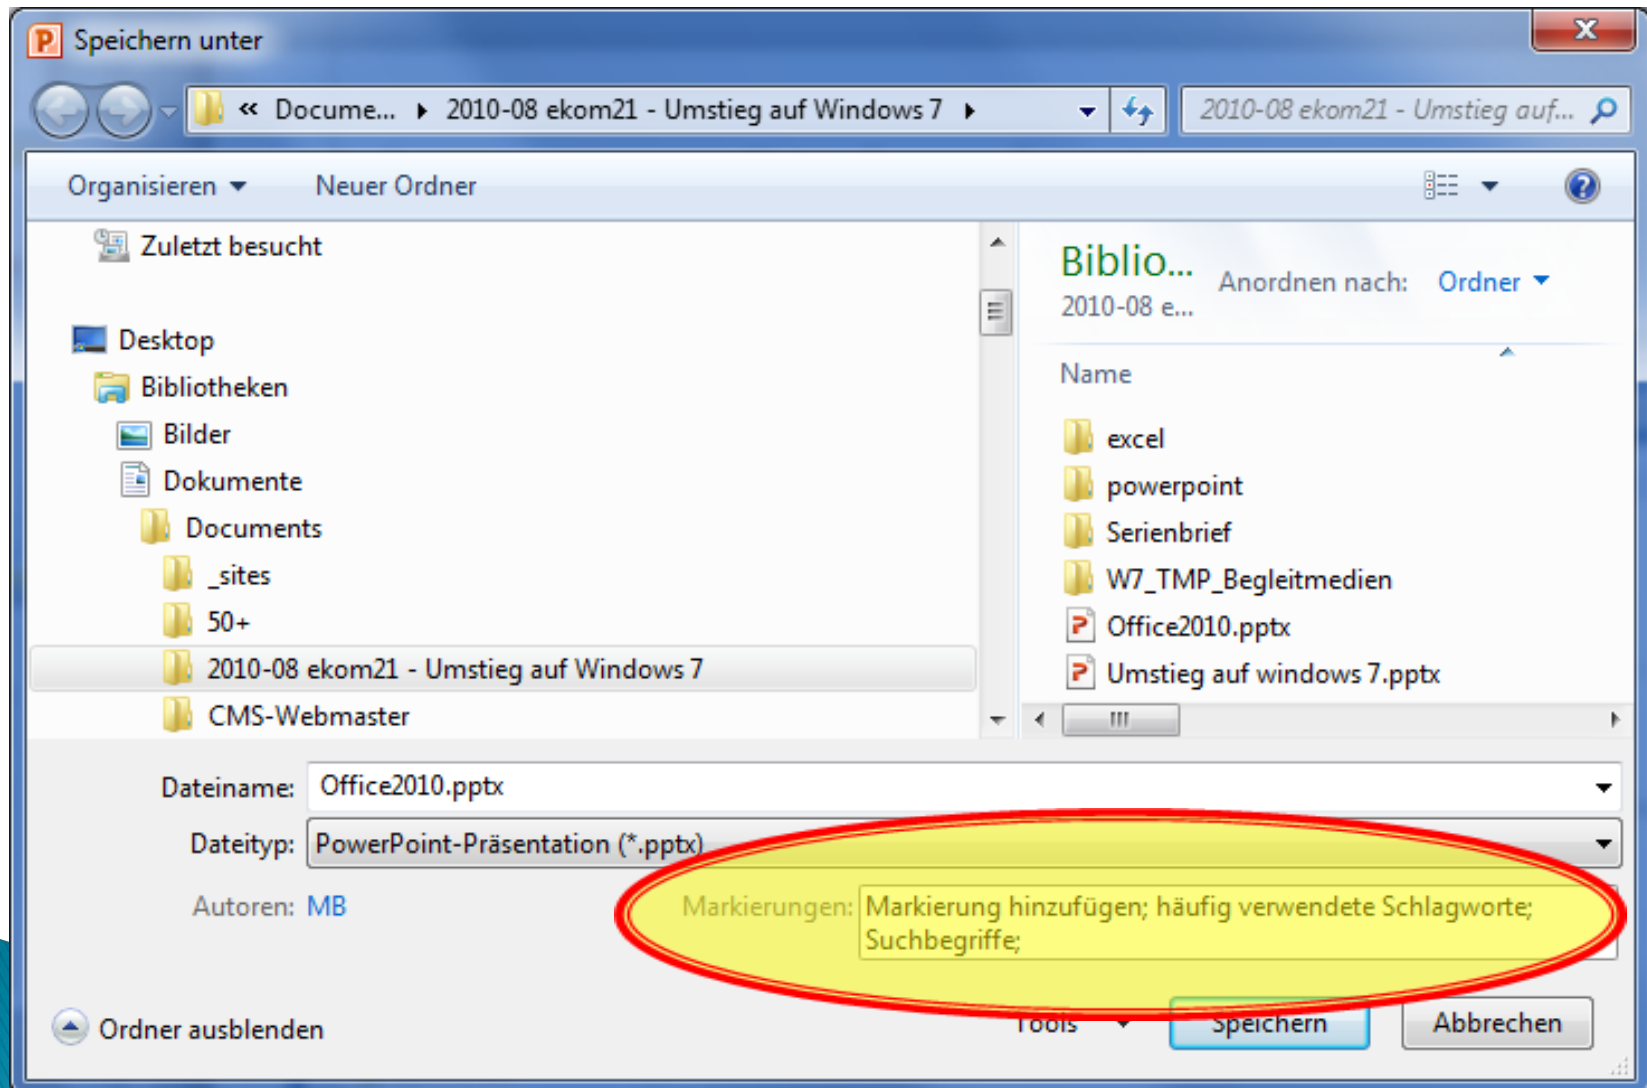 Speichern unter
« Docume... ▸ 2010-08 ekom21 - Umstieg auf Windows 7 ▸
2010-08 ekom21 - Umstieg auf...
Organisieren
Neuer Ordner
Zuletzt besucht
Desktop
Bibliotheken
Bilder
Dokumente
Documents
_sites
50+
2010-08 ekom21 - Umstieg auf Windows 7
CMS-Webmaster
Biblio...
2010-08 e...
Anordnen nach: Ordner
Name
excel
powerpoint
Serienbrief
W7_TMP_Begleitmedien
Office2010.pptx
Umstieg auf windows 7.pptx
Dateiname: Office2010.pptx
Dateityp: PowerPoint-Präsentation (*.pptx)
Autoren: MB
Markierungen: Markierung hinzufügen; häufig verwendete Schlagworte;
Suchbegriffe;
Ordner ausblenden
Tools
Speichern
Abbrechen